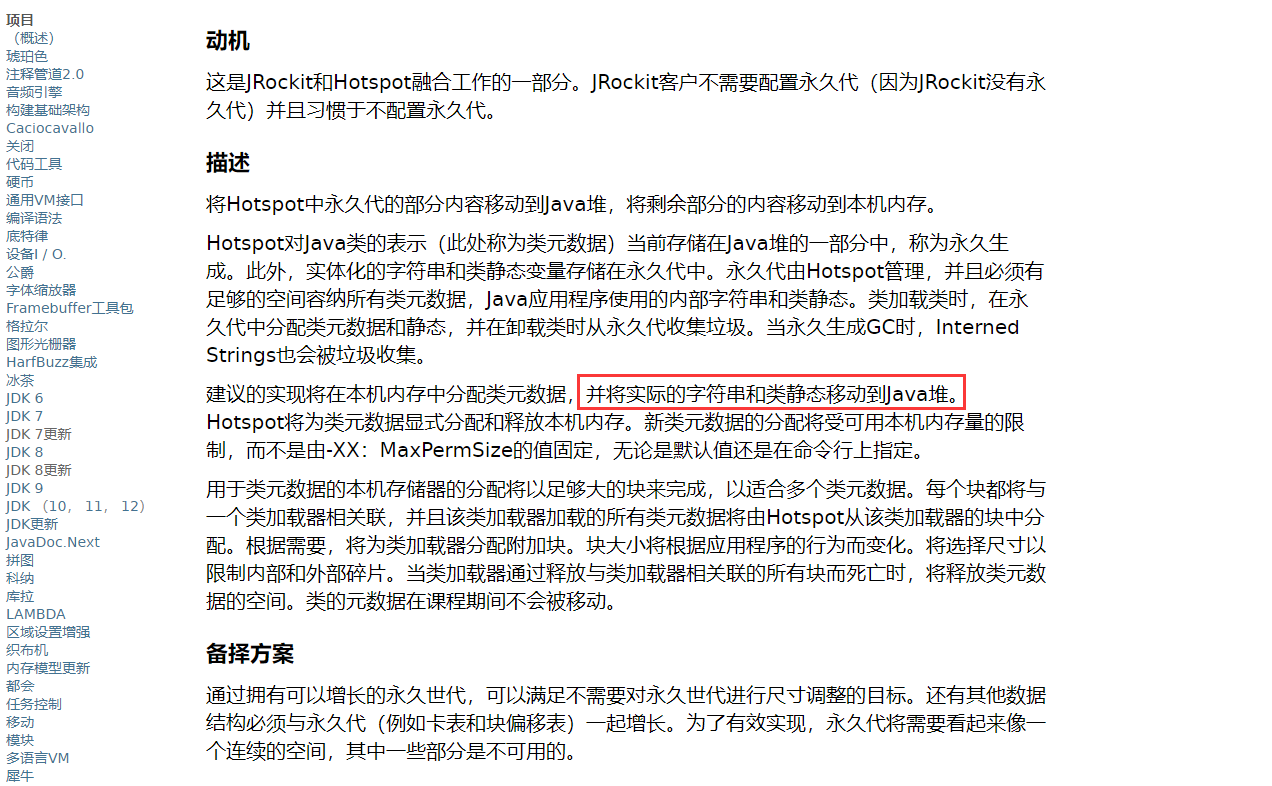 项目
（概述）
琥珀色
注释管道2.0
音频引擎
构建基础架构
Caciocavallo
关闭
代码工具
硬币
通用VM接口
编译语法
底特律
设备I / O.
公爵
字体缩放器
Framebuffer工具包
格拉尔
图形光栅器
HarfBuzz集成
冰茶
JDK 6
JDK 7
JDK 7更新
JDK 8
JDK 8更新
JDK 9
JDK （10， 11， 12）
JDK更新
JavaDoc.Next
拼图
科纳
库拉
LAMBDA
区域设置增强
织布机
内存模型更新
都会
任务控制
移动
模块
多语言VM
犀牛
动机
这是JRockit和Hotspot融合工作的一部分。JRockit客户不需要配置永久代（因为JRockit没有永
久代）并且习惯于不配置永久代。
描述
将Hotspot中永久代的部分内容移动到Java堆，将剩余部分的内容移动到本机内存。
Hotspot对Java类的表示（此处称为类元数据）当前存储在Java堆的一部分中，称为永久生
成。此外，实体化的字符串和类静态变量存储在永久代中。永久代由Hotspot管理，并且必须有
足够的空间容纳所有类元数据，Java应用程序使用的内部字符串和类静态。类加载类时，在永
久代中分配类元数据和静态，并在卸载类时从永久代收集垃圾。当永久生成GC时，Interned
Strings也会被垃圾收集。
建议的实现将在本机内存中分配类元数据，并将实际的字符串和类静态移动到Java堆。
Hotspot将为类元数据显式分配和释放本机内存。新类元数据的分配将受可用本机内存量的限
制，而不是由-XX：MaxPermSize的值固定，无论是默认值还是在命令行上指定。
用于类元数据的本机存储器的分配将以足够大的块来完成，以适合多个类元数据。每个块都将与
一个类加载器相关联，并且该类加载器加载的所有类元数据将由Hotspot从该类加载器的块中分
配。根据需要，将为类加载器分配附加块。块大小将根据应用程序的行为而变化。将选择尺寸以
限制内部和外部碎片。当类加载器通过释放与类加载器相关联的所有块而死亡时，将释放类元数
据的空间。类的元数据在课程期间不会被移动。
备择方案
通过拥有可以增长的永久世代，可以满足不需要对永久世代进行尺寸调整的目标。还有其他数据
结构必须与永久代（例如卡表和块偏移表）一起增长。为了有效实现，永久代将需要看起来像一
个连续的空间，其中一些部分是不可用的。